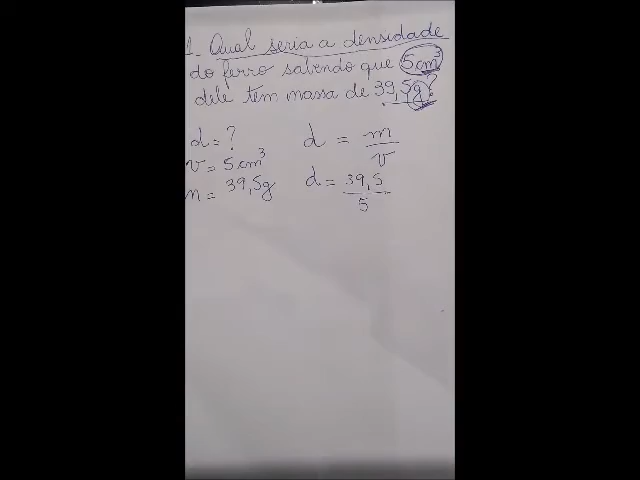 1. Qual seria a densidade
do ferro sabendo que 5cm³
dele têm massa de 39,5g?
d = ?
v = 5cm³
m = 39,5g
d = m/v
d = 39,5/5